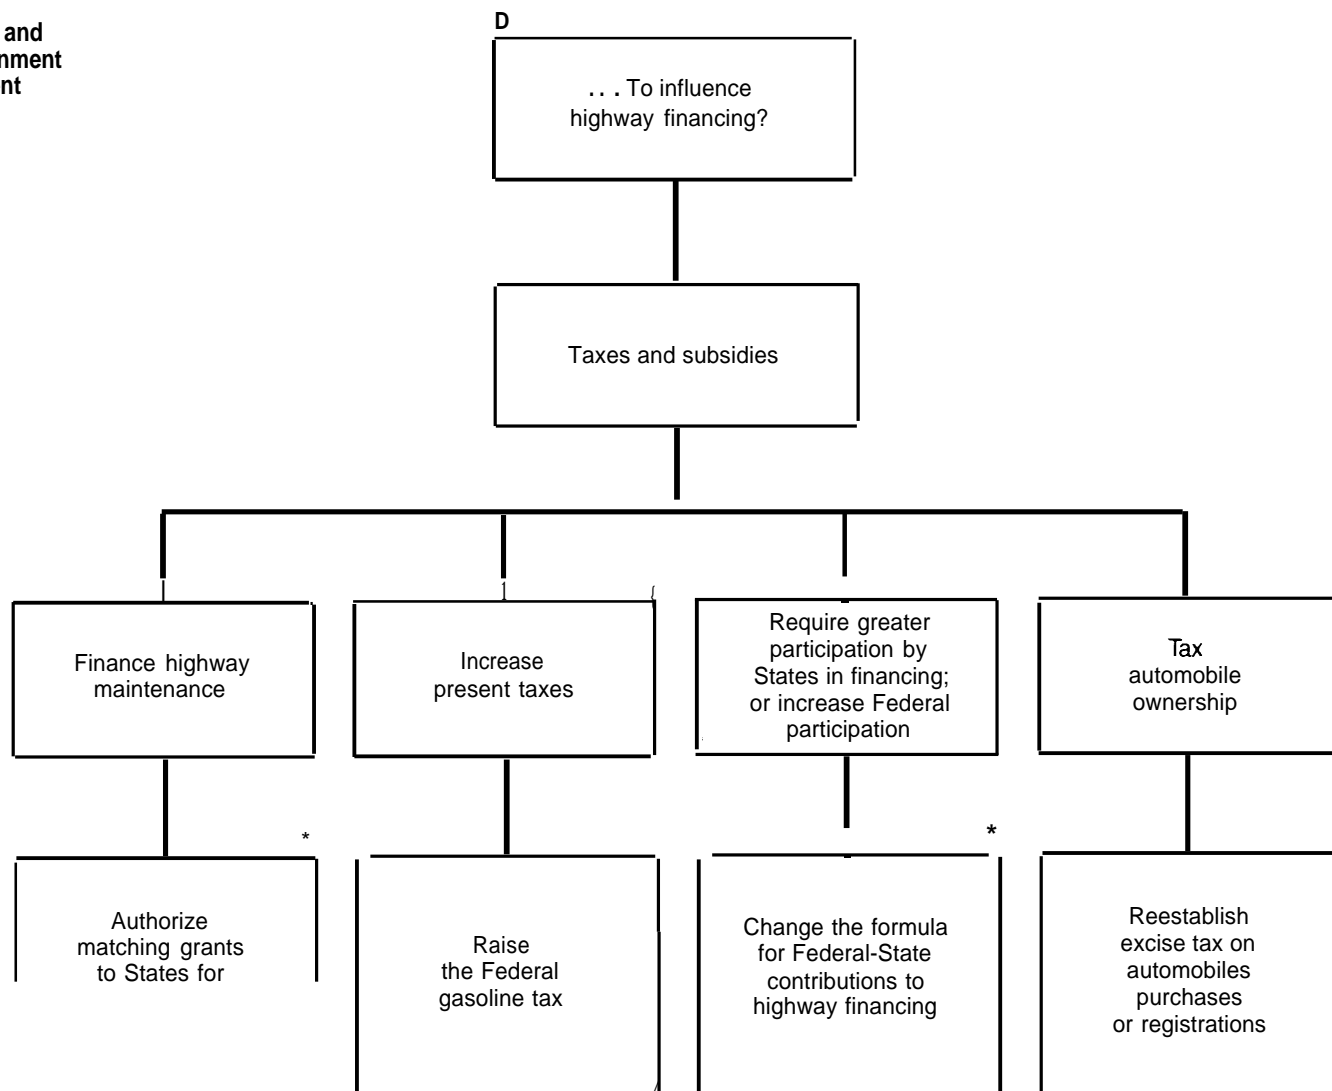 and
nment
nt
D
... To influence
highway financing?
Taxes and subsidies
Finance highway
maintenance
Increase
present taxes
Require greater
participation by
States in financing;
or increase Federal
participation
Tax
automobile
ownership
*
*
Authorize
matching grants
to States for
Raise
the Federal
gasoline tax
Change the formula
for Federal-State
contributions to
highway financing
Reestablish
excise tax on
automobiles
purchases
or registrations